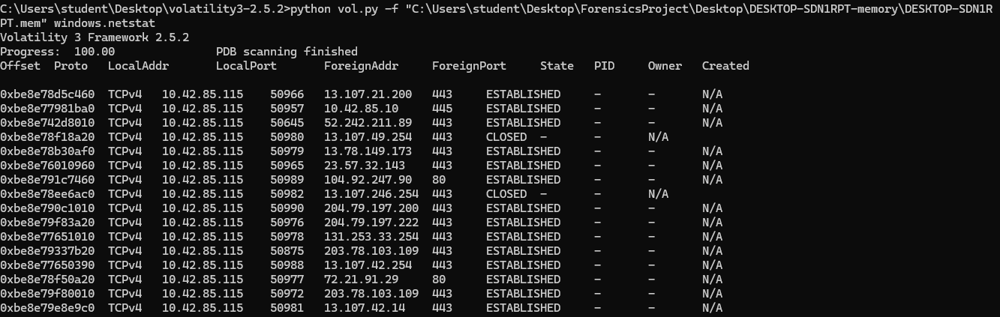 C:\Users\student\Desktop\volatility3-2.5.2>python vol.py -f "C:\Users\student\Desktop\ForensicsProject\Desktop\DESKTOP-SDN1RPT-memory\DESKTOP-SDN1R
PT.mem" windows.netstat
Volatility 3 Framework 2.5.2
Progress:  100.00               PDB scanning finished
Offset  Proto   LocalAddr       LocalPort       ForeignAddr     ForeignPort     State   PID     Owner   Created
0xbe8e78d5c460  TCPv4   10.42.85.115    50966   13.107.21.200   443     ESTABLISHED     -       -       N/A
0xbe8e77981ba0  TCPv4   10.42.85.115    50957   10.42.85.10     445     ESTABLISHED     -       -       N/A
0xbe8e742d8010  TCPv4   10.42.85.115    50645   52.242.211.89   443     ESTABLISHED     -       -       N/A
0xbe8e78f18a20  TCPv4   10.42.85.115    50980   13.107.49.254   443     CLOSED  -       -       N/A
0xbe8e78b30af0  TCPv4   10.42.85.115    50979   13.78.149.173   443     ESTABLISHED     -       -       N/A
0xbe8e76010960  TCPv4   10.42.85.115    50965   23.57.32.143    443     ESTABLISHED     -       -       N/A
0xbe8e791c7460  TCPv4   10.42.85.115    50989   104.92.247.90   80      ESTABLISHED     -       -       N/A
0xbe8e78ee6ac0  TCPv4   10.42.85.115    50982   13.107.246.254  443     CLOSED  -       -       N/A
0xbe8e790c1010  TCPv4   10.42.85.115    50990   204.79.197.200  443     ESTABLISHED     -       -       N/A
0xbe8e79f83a20  TCPv4   10.42.85.115    50976   204.79.197.222  443     ESTABLISHED     -       -       N/A
0xbe8e77651010  TCPv4   10.42.85.115    50978   131.253.33.254  443     ESTABLISHED     -       -       N/A
0xbe8e79337b20  TCPv4   10.42.85.115    50875   203.78.103.109  443     ESTABLISHED     -       -       N/A
0xbe8e77650390  TCPv4   10.42.85.115    50988   13.107.42.254   443     ESTABLISHED     -       -       N/A
0xbe8e78f50a20  TCPv4   10.42.85.115    50977   72.21.91.29     80      ESTABLISHED     -       -       N/A
0xbe8e79f80010  TCPv4   10.42.85.115    50972   203.78.103.109  443     ESTABLISHED     -       -       N/A
0xbe8e79e8e9c0  TCPv4   10.42.85.115    50981   13.107.42.14    443     ESTABLISHED     -       -       N/A